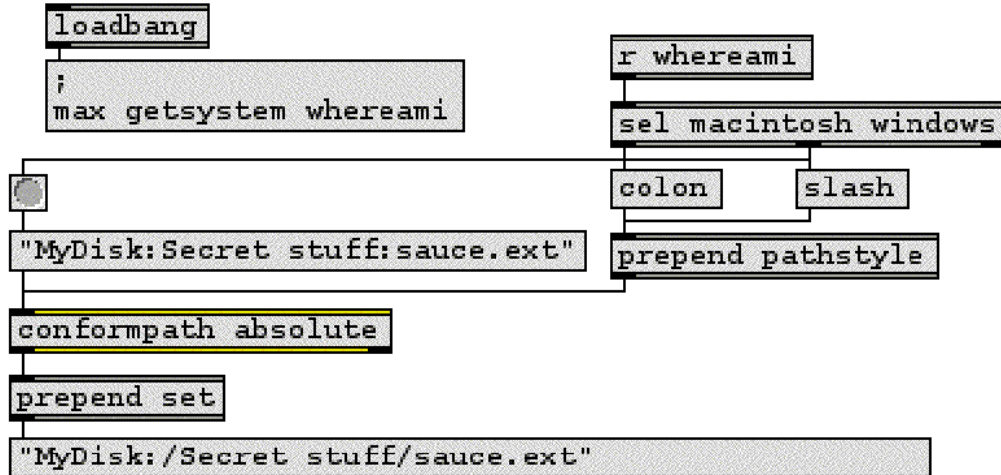 loadbang
;
max getsystem whereami
r whereami
sel macintosh windows
colon
slash
"MyDisk:Secret stuff:sauce.ext"
prepend pathstyle
conformpath absolute
prepend set
"MyDisk:/Secret stuff/sauce.ext"